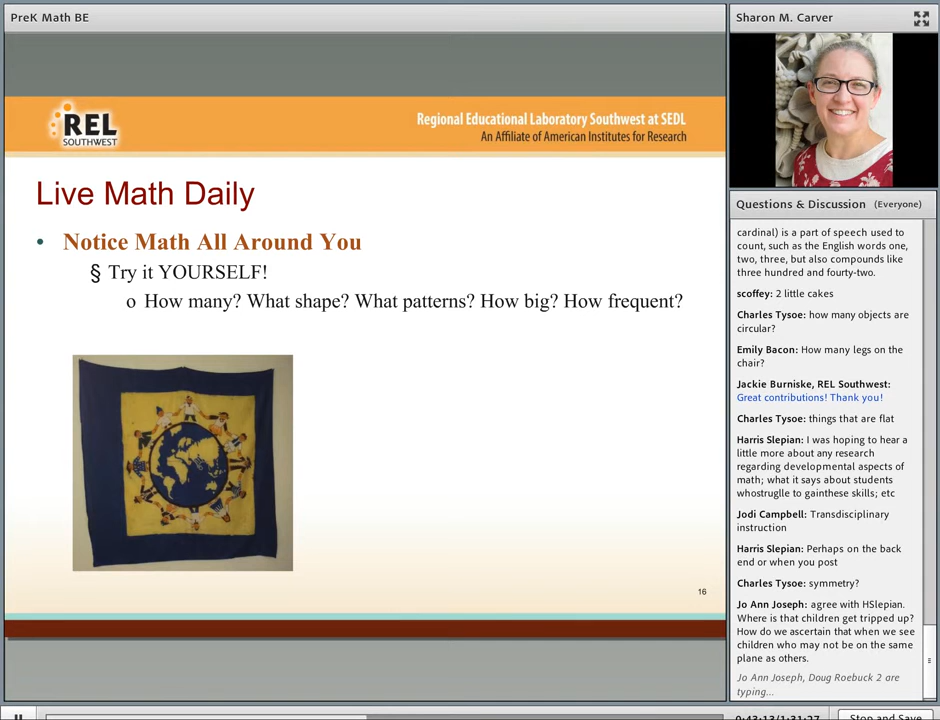 PreK Math BE
REL
SOUTHWEST
Regional Educational Laboratory Southwest at SEDL
An Affiliate of American Institutes for Research
Live Math Daily
• Notice Math All Around You
§ Try it YOURSELF!
o How many? What shape? What patterns? How big? How frequent?
16
Sharon M. Carver
Questions & Discussion (Everyone)
cardinal) is a part of speech used to
count, such as the English words one,
two, three, but also compounds like
three hundred and fourty-two.
scoffey: 2 little cakes
Charles Tysoe: how many objects are
circular?
Emily Bacon: How many legs on the
chair?
Jackie Burniske, REL Southwest:
Great contributions! Thank you!
Charles Tysoe: things that are flat
Harris Slepian: I was hoping to hear a
little more about any research
regarding developmental aspects of
math; what it says about students
whostruglle to gainthese skills; etc
Jodi Campbell: Transdisciplinary
instruction
Harris Slepian: Perhaps on the back
end or when you post
Charles Tysoe: symmetry?
Jo Ann Joseph: agree with HSlepian.
Where is that children get tripped up?
How do we ascertain that when we see
children who may not be on the same
plane as others.
Jo Ann Joseph, Doug Roebuck 2 are
typing...
0:43:13/1:31:27
Stop and Save